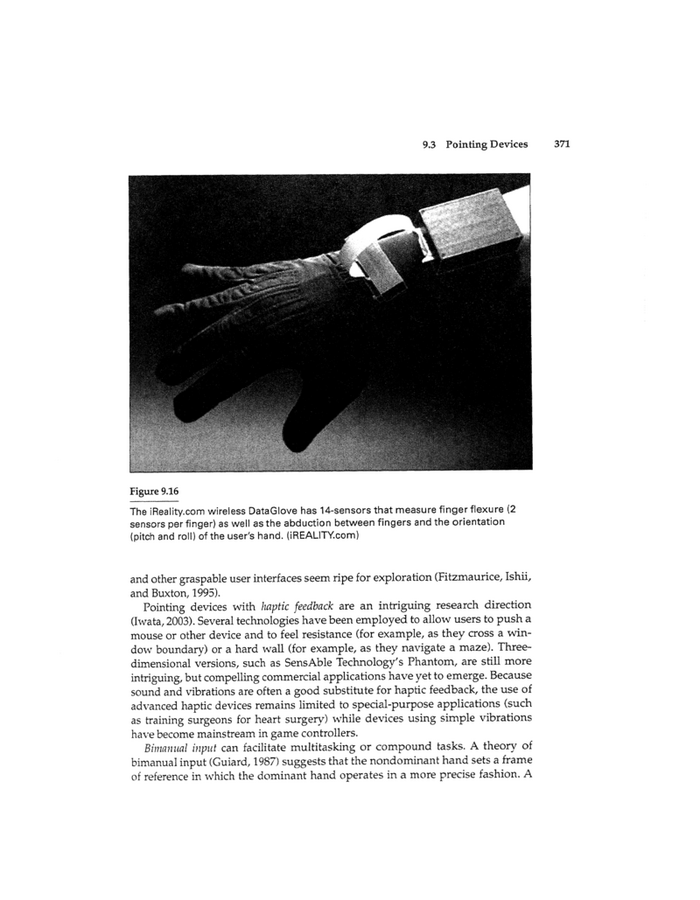 9.3 Pointing Devices 371
Figure 9.16
The iReality.com wireless DataGlove has 14-sensors that measure finger flexure (2
sensors per finger) as well as the abduction between fingers and the orientation
(pitch and roll) of the user's hand. (iREALITY.com)
and other graspable user interfaces seem ripe for exploration (Fitzmaurice, Ishii,
and Buxton, 1995).
Pointing devices with haptic feedback are an intriguing research direction
(Iwata, 2003). Several technologies have been employed to allow users to push a
mouse or other device and to feel resistance (for example, as they cross a win-
dow boundary) or a hard wall (for example, as they navigate a maze). Three-
dimensional versions, such as SensAble Technology's Phantom, are still more
intriguing, but compelling commercial applications have yet to emerge. Because
sound and vibrations are often a good substitute for haptic feedback, the use of
advanced haptic devices remains limited to special-purpose applications (such
as training surgeons for heart surgery) while devices using simple vibrations
have become mainstream in game controllers.
Bimanual input can facilitate multitasking or compound tasks. A theory of
bimanual input (Guiard, 1987) suggests that the nondominant hand sets a frame
of reference in which the dominant hand operates in a more precise fashion. A